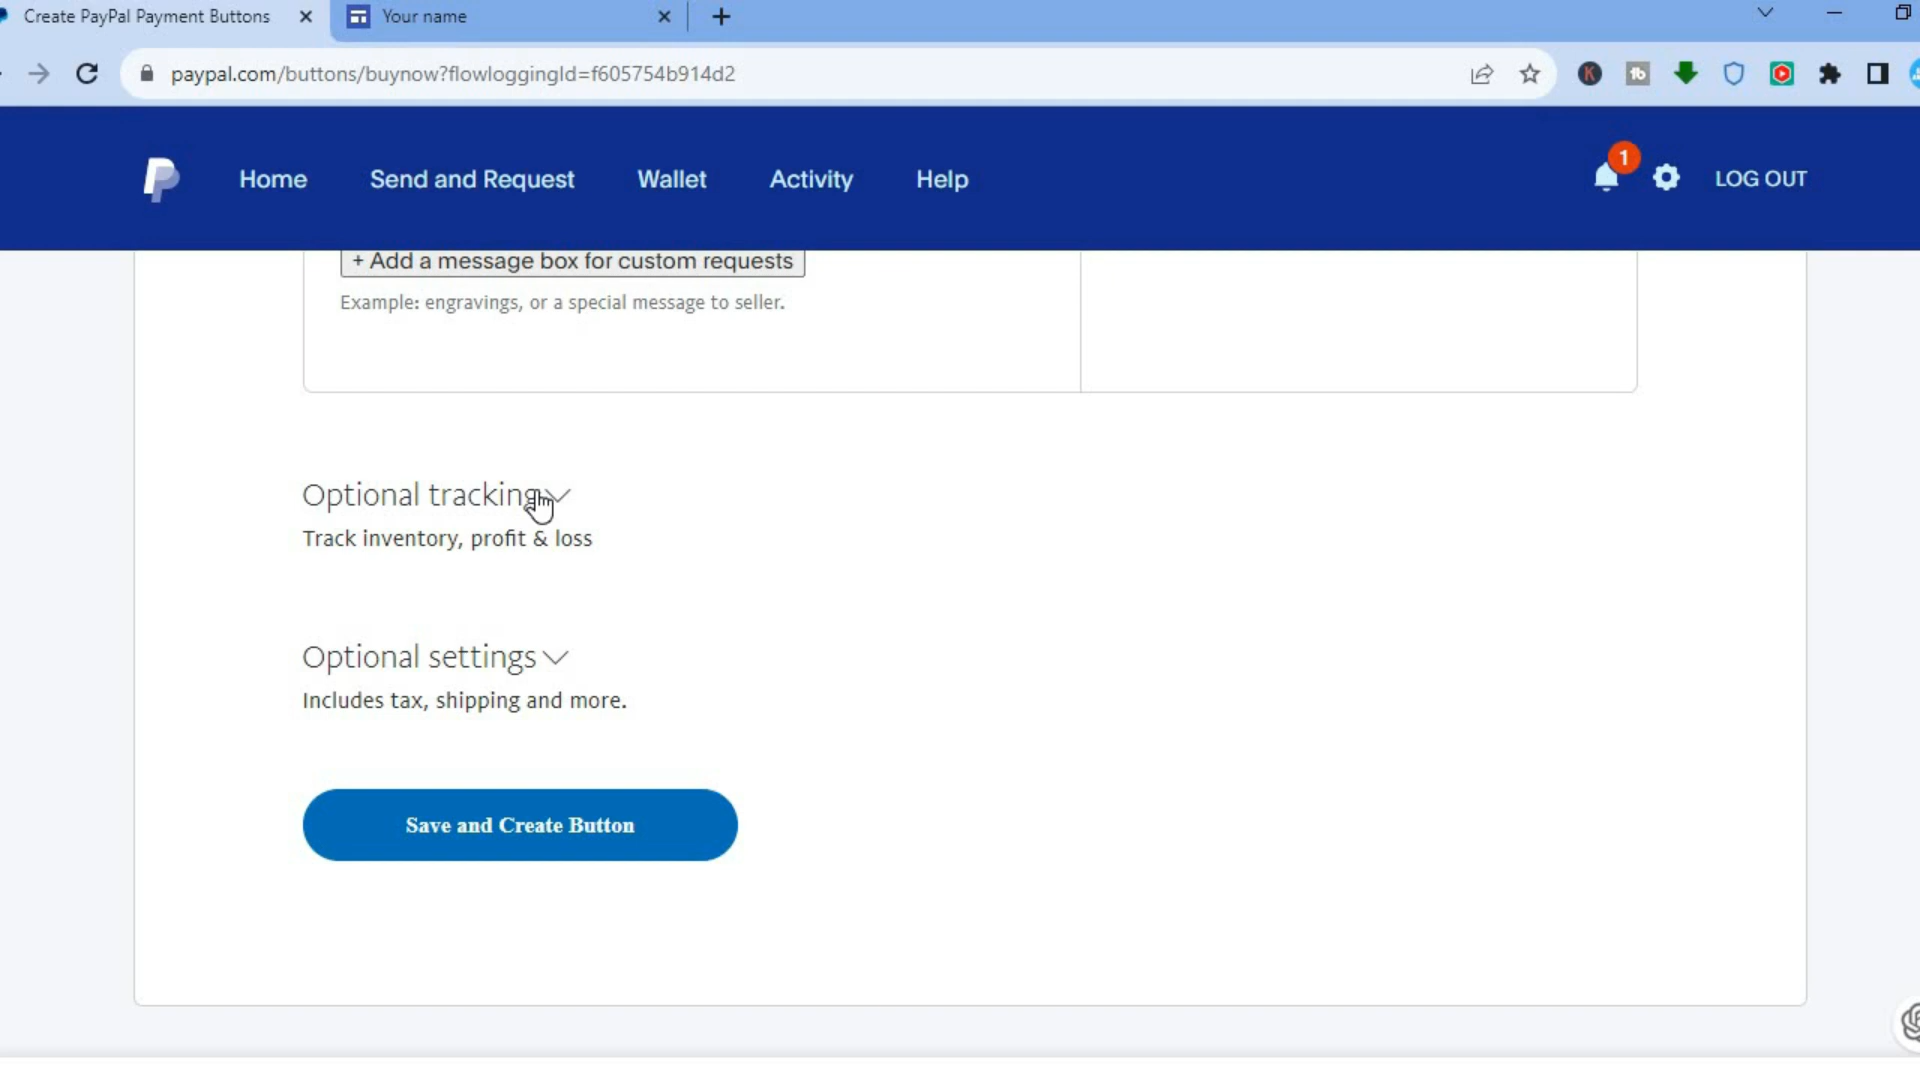 Create PayPal Payment Buttons
Your name
paypal.com/buttons/buynow?flowloggingId=f605754b914d2
Home
Send and Request
Wallet
Activity
Help
1
LOG OUT
+ Add a message box for custom requests
Example: engravings, or a special message to seller.
Optional tracking
Track inventory, profit & loss
Optional settings
Includes tax, shipping and more.
Save and Create Button